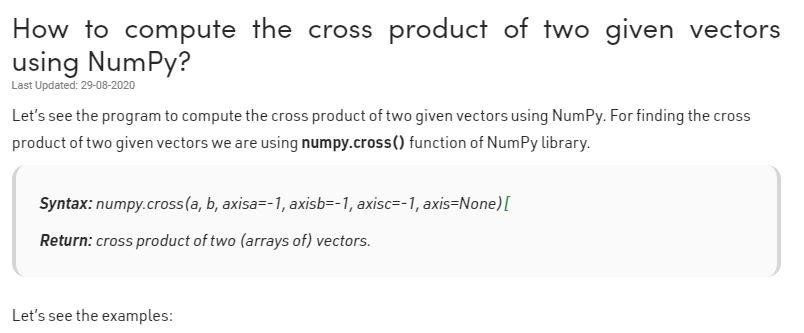 How to compute the cross product of two given vectors
using NumPy?
Last Updated: 29-08-2020
Let's see the program to compute the cross product of two given vectors using NumPy. For finding the cross
product of two given vectors we are using numpy.cross() function of NumPy library.
Syntax: numpy.cross(a, b, axisa=-1, axisb=-1, axisc=-1, axis=None)[
Return: cross product of two (arrays of) vectors.
Let's see the examples: